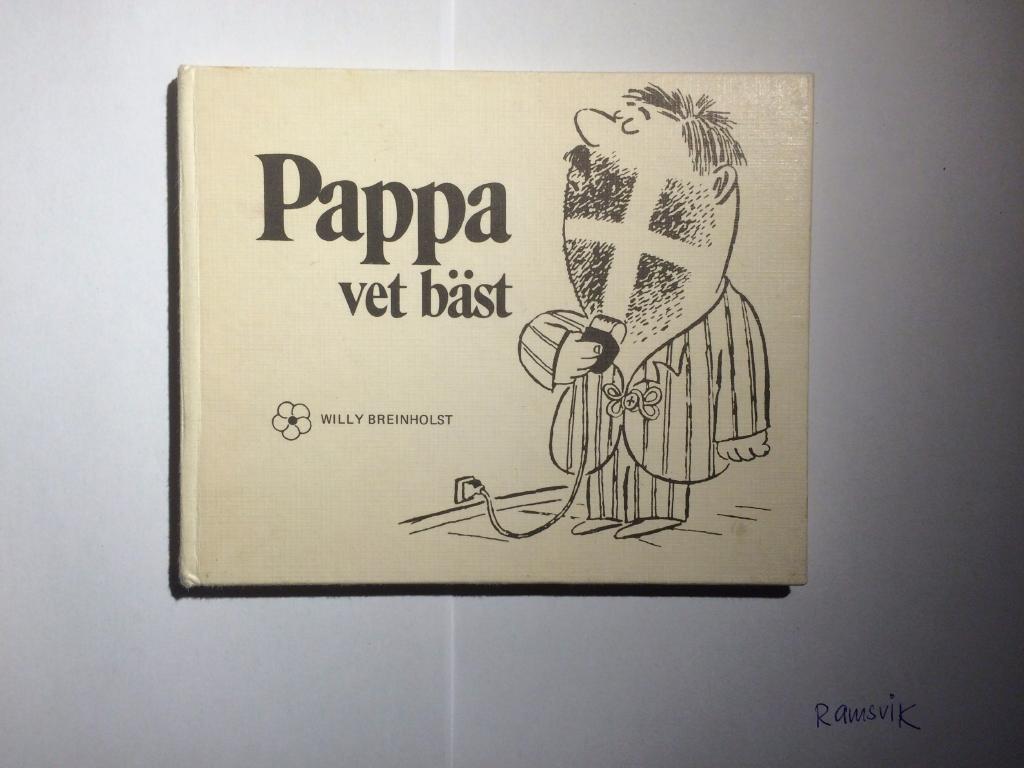 Pappa
vet bäst
WILLY BREINHOLST
Ramsvik